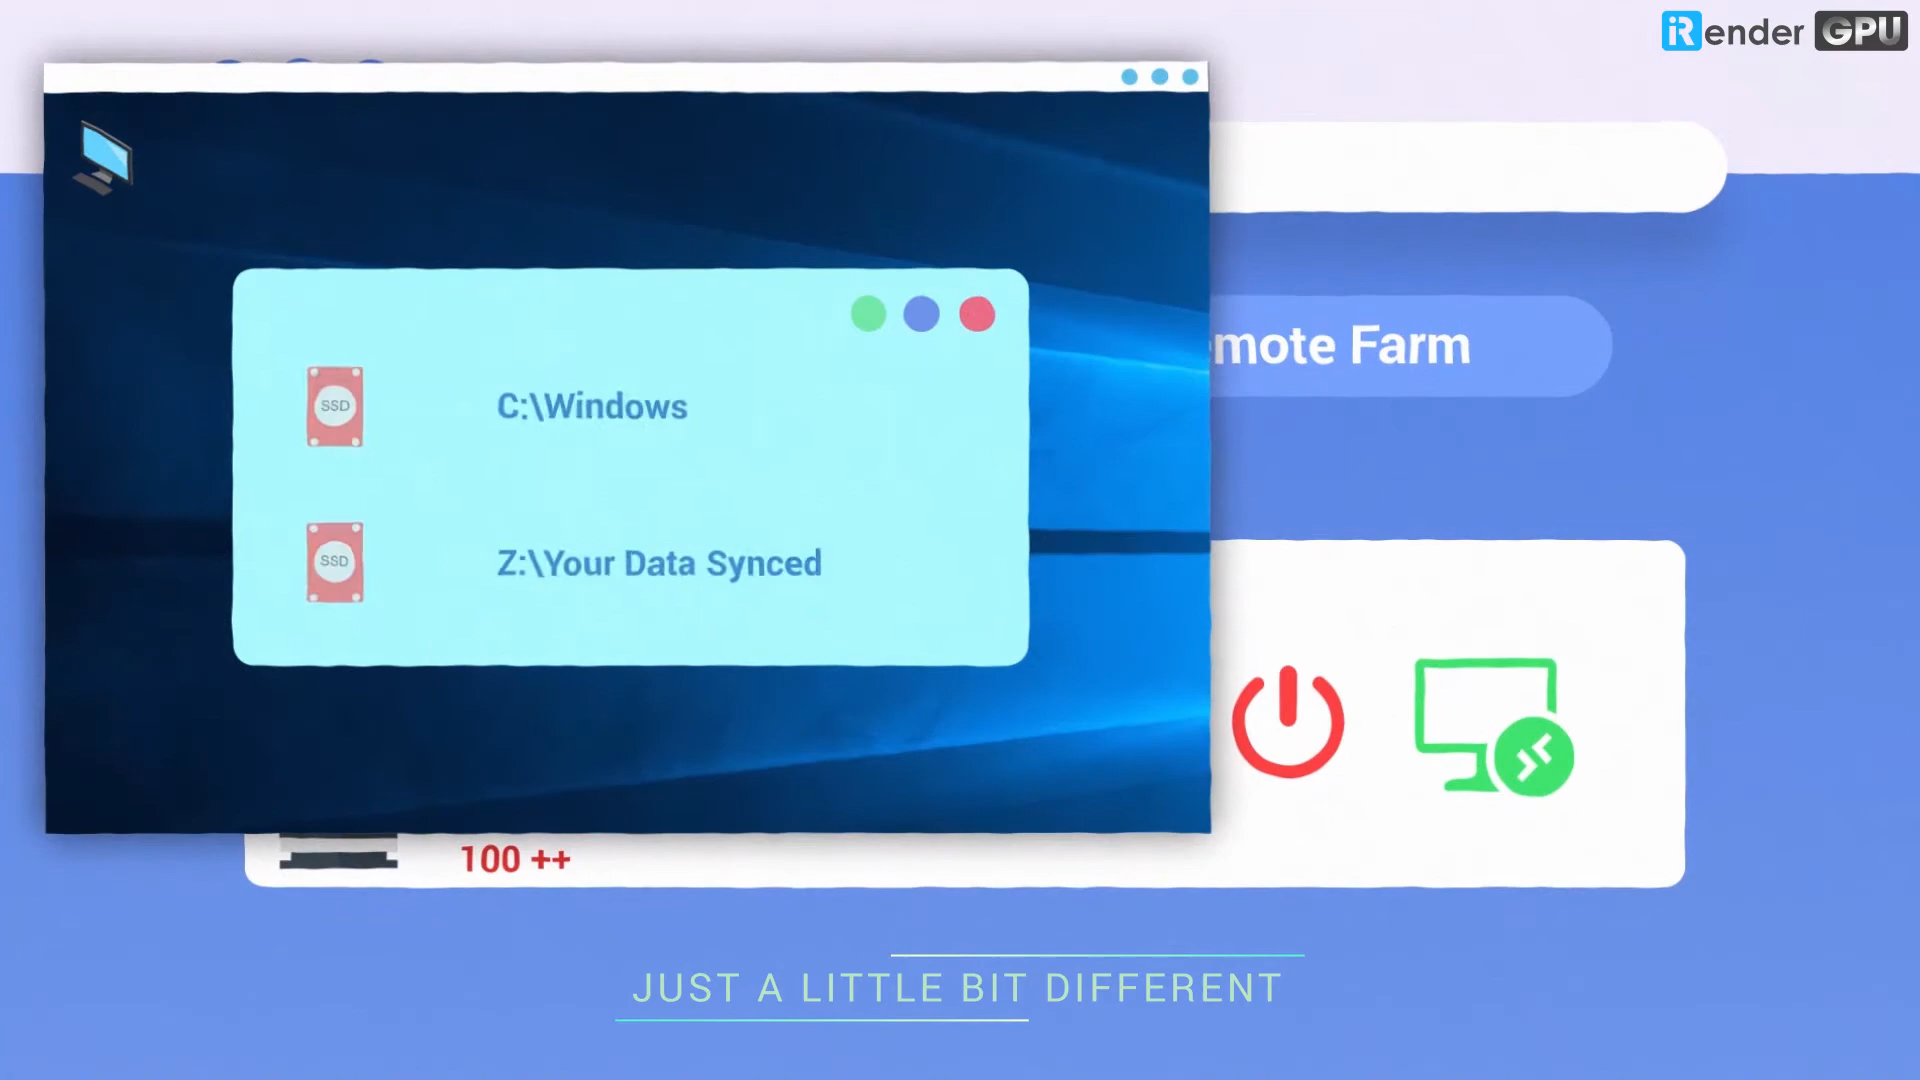 iRender GPU
mote Farm
SSD
C:\Windows
SSD
Z:\Your Data Synced
100 ++
JUST A LITTLE BIT DIFFERENT